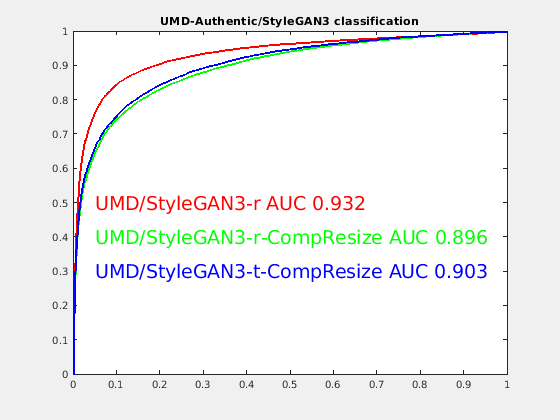 UMD-Authentic/StyleGAN3 classification
1
0.9
0.8
0.7
0.6
0.5
UMD/StyleGAN3-r AUC 0.932
0.4
UMD/StyleGAN3-r-CompResize AUC 0.896
0.3
UMD/StyleGAN3-t-CompResize AUC 0.903
0.2
0.1
0
0 0.1 0.2 0.3 0.4 0.5 0.6 0.7 0.8 0.9 1